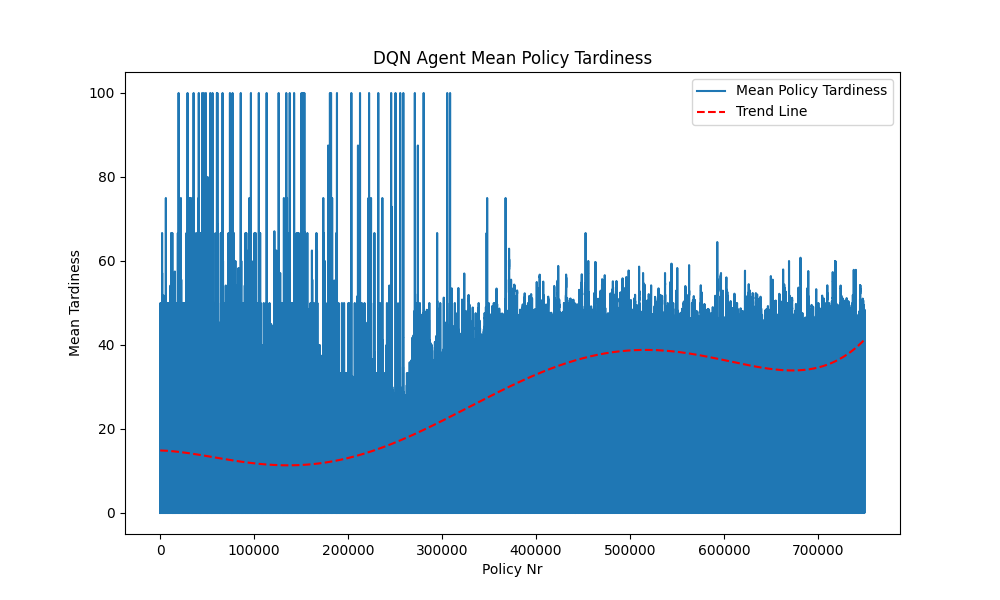 DQN Agent Mean Policy Tardiness
Mean Policy Tardiness
Trend Line
Mean Tardiness
100
80
60
40
20
0
0 100000 200000 300000 400000 500000 600000 700000
Policy Nr